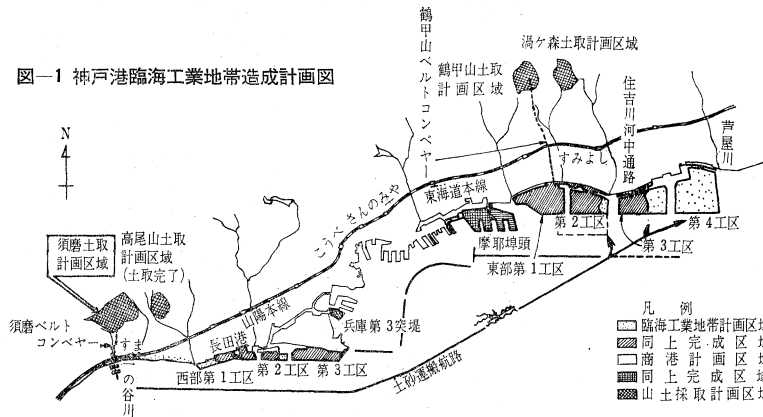 図—1 神戸港臨海工業地帯造成計画図
N
鶴甲山ベルトコンベヤー
鶴甲山土取
計画区域
渦ケ森土取計画区域
住吉川河中通路
芦屋川
すみよし
東海道本線
さんのみや
こうべ
山陽本線
須磨土取
計画区域
高尾山土取
計画区域
(土取完了)
須磨ベルト
コンベヤー
すま
一の谷川
長田港
西部第1工区
第2工区
第3工区
兵庫第3突堤
摩耶埠頭
東部第1工区
第2工区
第3工区
第4工区
土砂運搬航路
凡例
臨海工業地帯計画区域
同上完成区域
商港計画区域
同上完成区域
山土採取計画区域